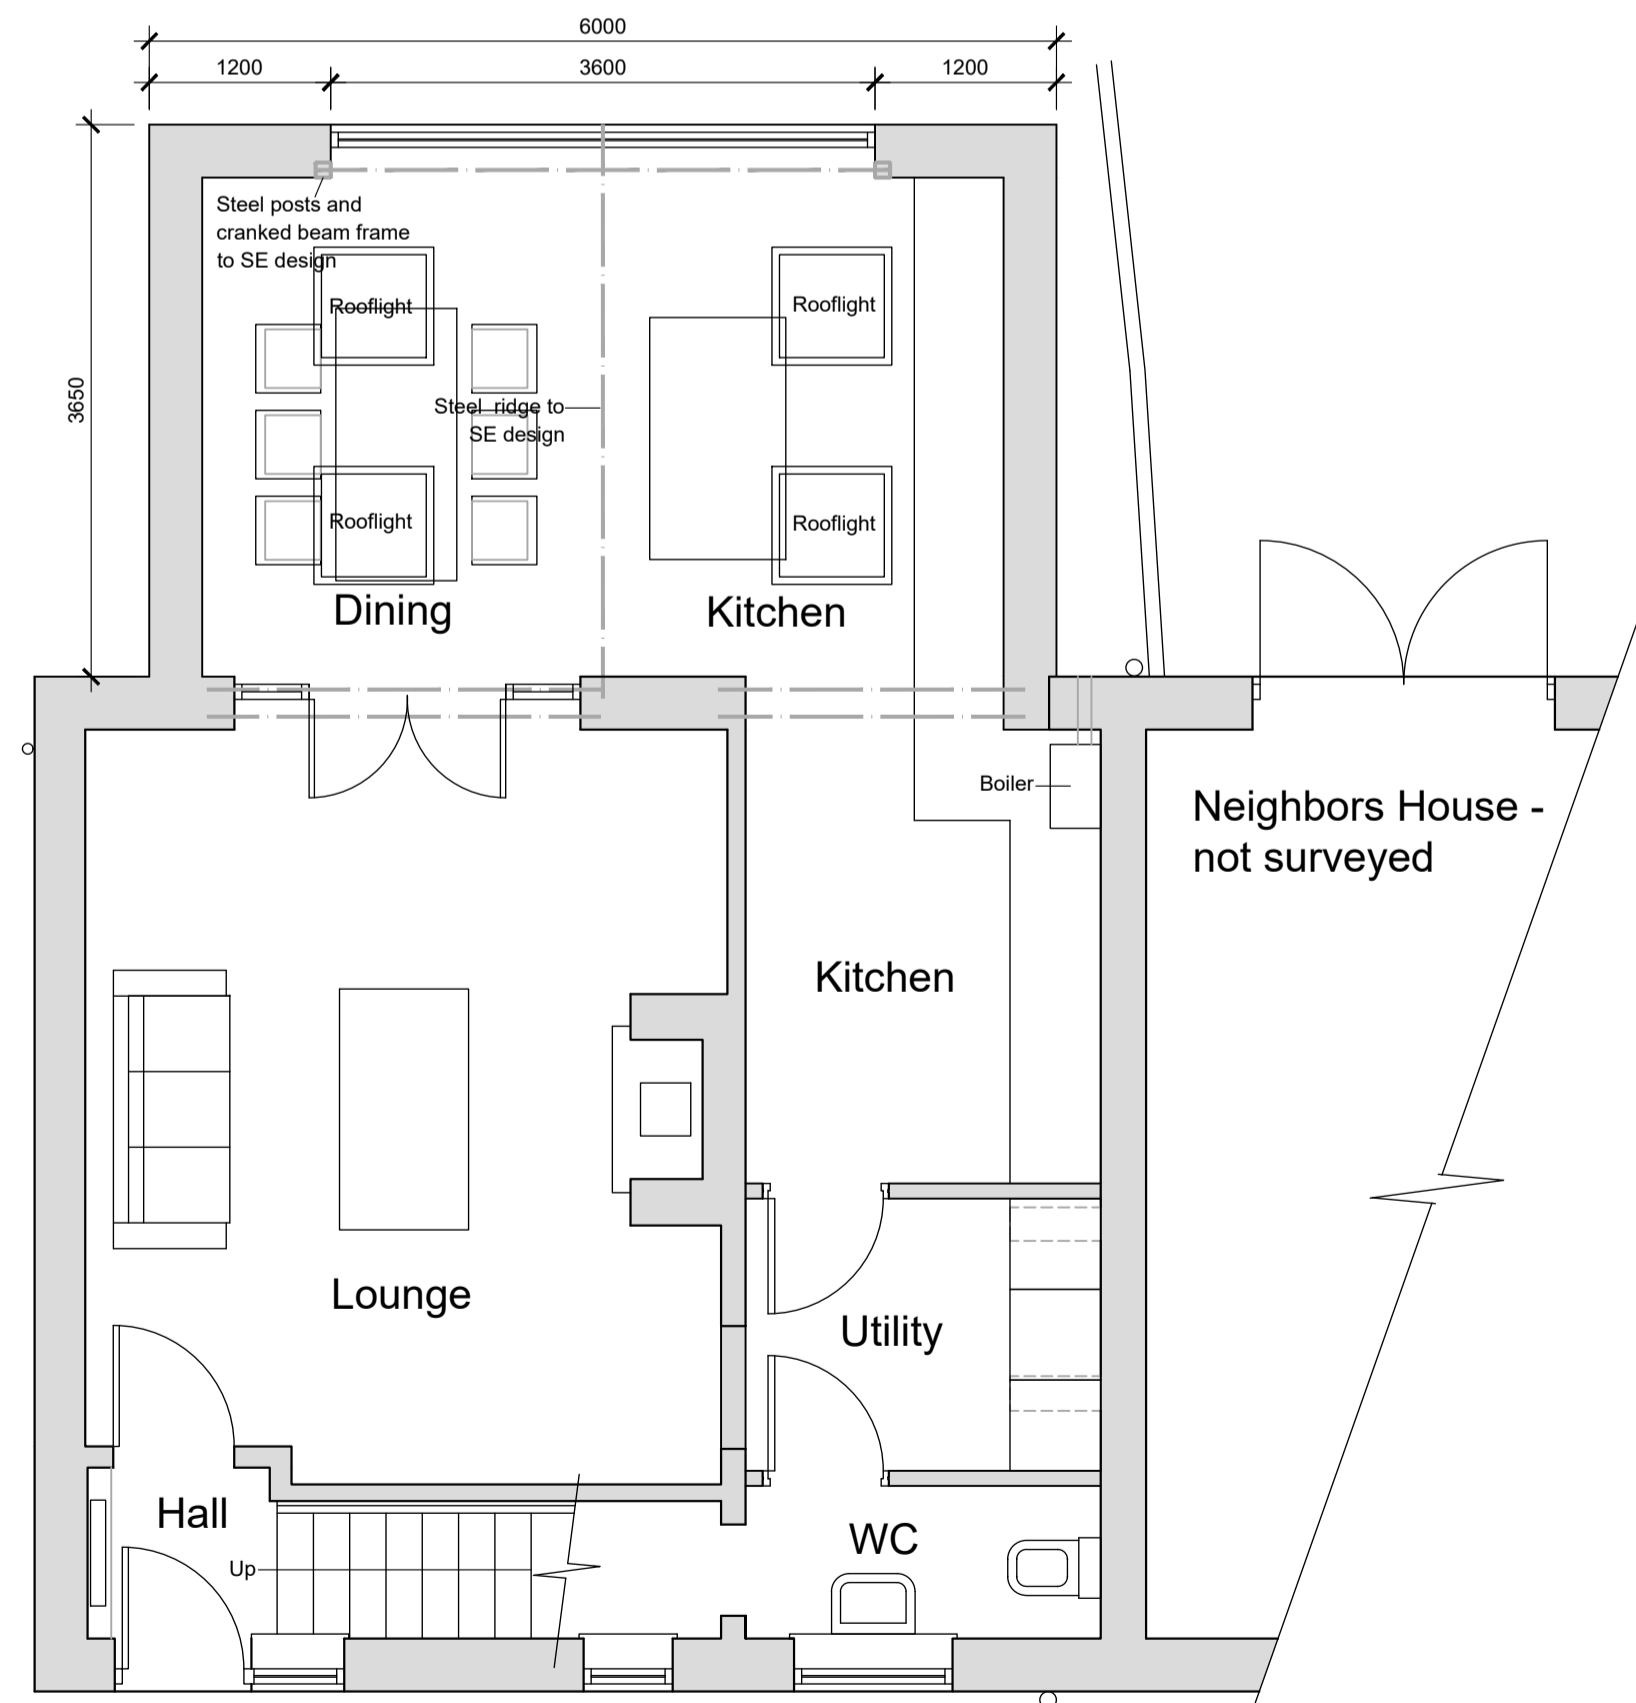 6000
1200
3600
1200
3650
Steel posts and
cranked beam frame
to SE design
Rooflight
Rooflight
Steel ridge to
SE design
Rooflight
Rooflight
Dining
Kitchen
Boiler
Neighbors House -
not surveyed
Kitchen
Lounge
Utility
Hall
Up
WC